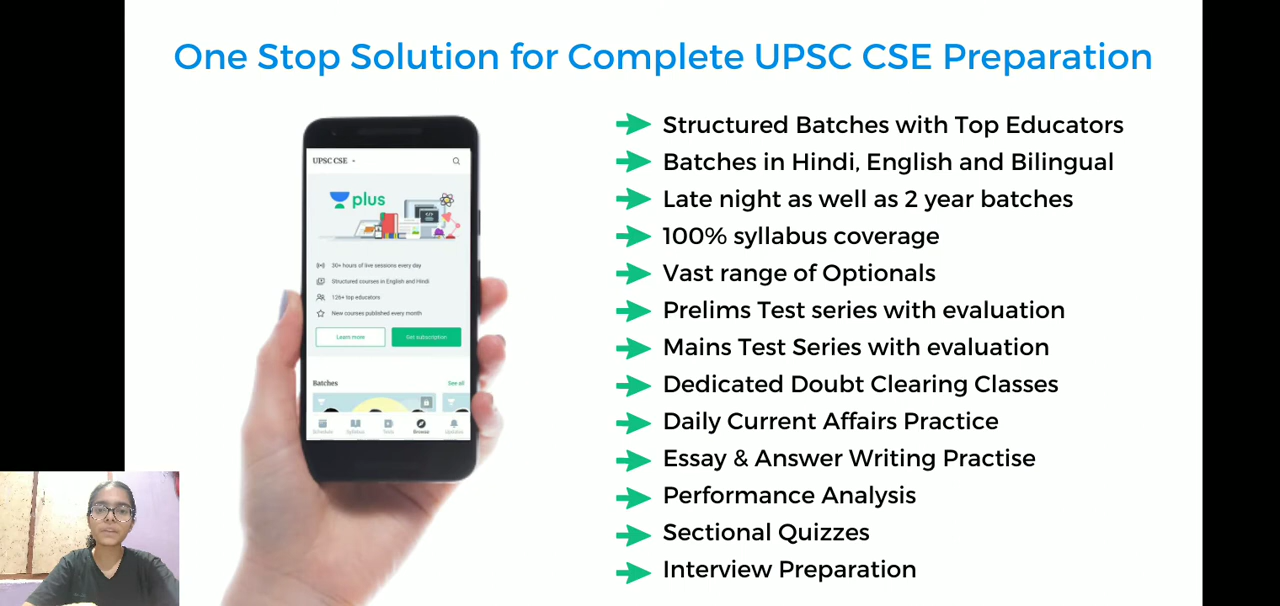 One Stop Solution for Complete UPSC CSE Preparation
UPSC CSE
plus
30+ hours of live sessions every day
Structured courses in English and Hindi
126+ top educators
New courses published every month
Learn more
Get subscription
Batches
See all
Browse
Updates
Structured Batches with Top Educators
Batches in Hindi, English and Bilingual
Late night as well as 2 year batches
100% syllabus coverage
Vast range of Optionals
Prelims Test series with evaluation
Mains Test Series with evaluation
Dedicated Doubt Clearing Classes
Daily Current Affairs Practice
Essay & Answer Writing Practise
Performance Analysis
Sectional Quizzes
Interview Preparation